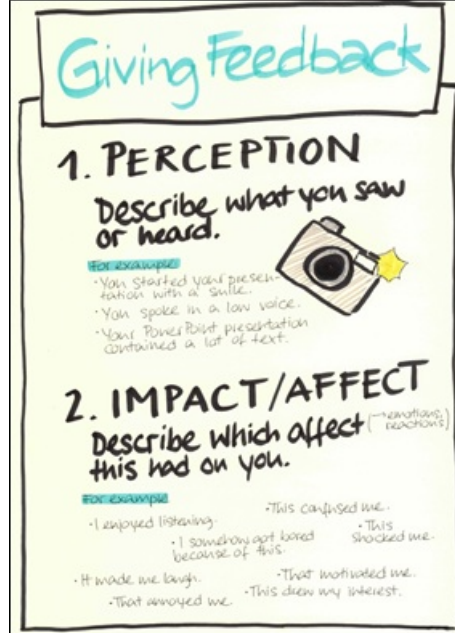 Giving Feedback
1. PERCEPTION
Describe what you saw
or heard.
For example
• You started your presen-
tation with a smile.
• You spoke in a low voice.
• Your PowerPoint presentation
contained a lot of text.
2. IMPACT/AFFECT
Describe which affect (→ emotions,
reactions)
this had on you.
For example
• I enjoyed listening.
• This confused me.
• I somehow got bored
because of this.
• This
shocked me.
• It made me laugh.
• That motivated me.
• That annoyed me.
• This drew my interest.